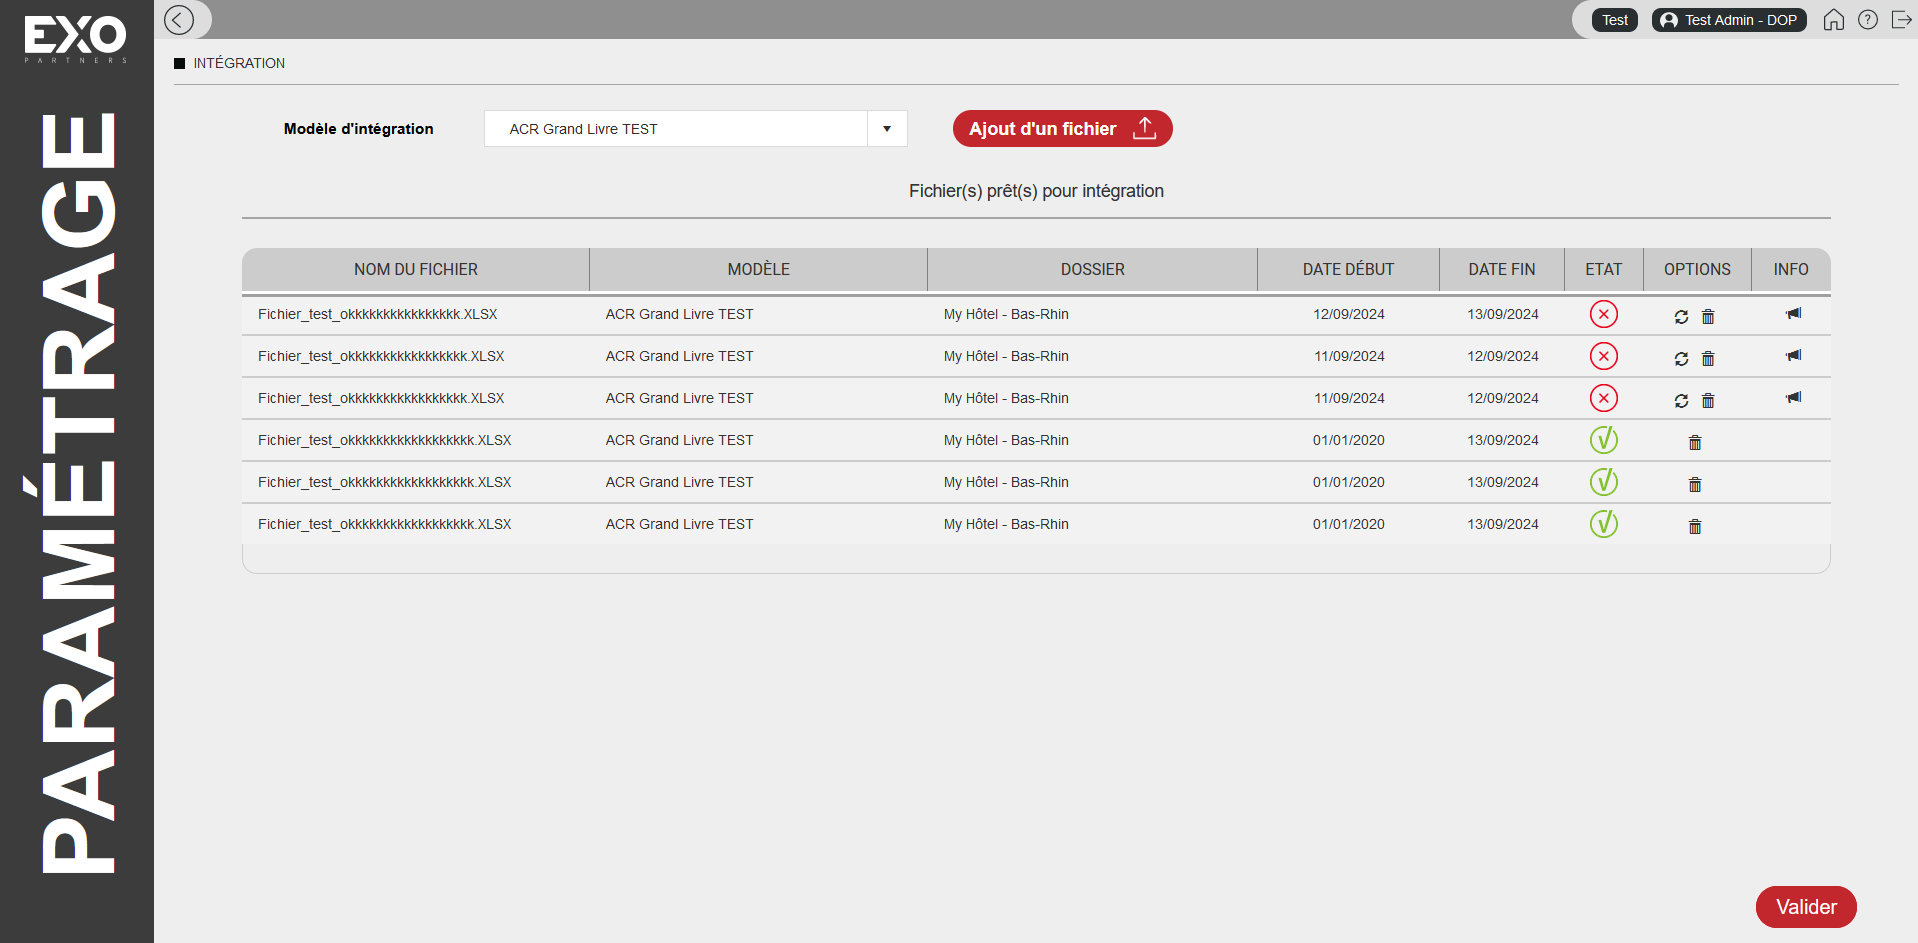 EXO
PARTNERS
PARAMÉTRAGE
Test
Test Admin - DOP
INTÉGRATION
Modèle d'intégration
ACR Grand Livre TEST
Ajout d'un fichier
Fichier(s) prêt(s) pour intégration
NOM DU FICHIER MODÈLE DOSSIER DATE DÉBUT DATE FIN ETAT OPTIONS INFO
Fichier_test_okkkkkkkkkkkkkkkk.XLSX ACR Grand Livre TEST My Hôtel - Bas-Rhin 12/09/2024 13/09/2024
Fichier_test_okkkkkkkkkkkkkkkkk.XLSX ACR Grand Livre TEST My Hôtel - Bas-Rhin 11/09/2024 12/09/2024
Fichier_test_okkkkkkkkkkkkkkkkk.XLSX ACR Grand Livre TEST My Hôtel - Bas-Rhin 11/09/2024 12/09/2024
Fichier_test_okkkkkkkkkkkkkkkkkk.XLSX ACR Grand Livre TEST My Hôtel - Bas-Rhin 01/01/2020 13/09/2024
Fichier_test_okkkkkkkkkkkkkkkkkk.XLSX ACR Grand Livre TEST My Hôtel - Bas-Rhin 01/01/2020 13/09/2024
Fichier_test_okkkkkkkkkkkkkkkkkk.XLSX ACR Grand Livre TEST My Hôtel - Bas-Rhin 01/01/2020 13/09/2024
Valider